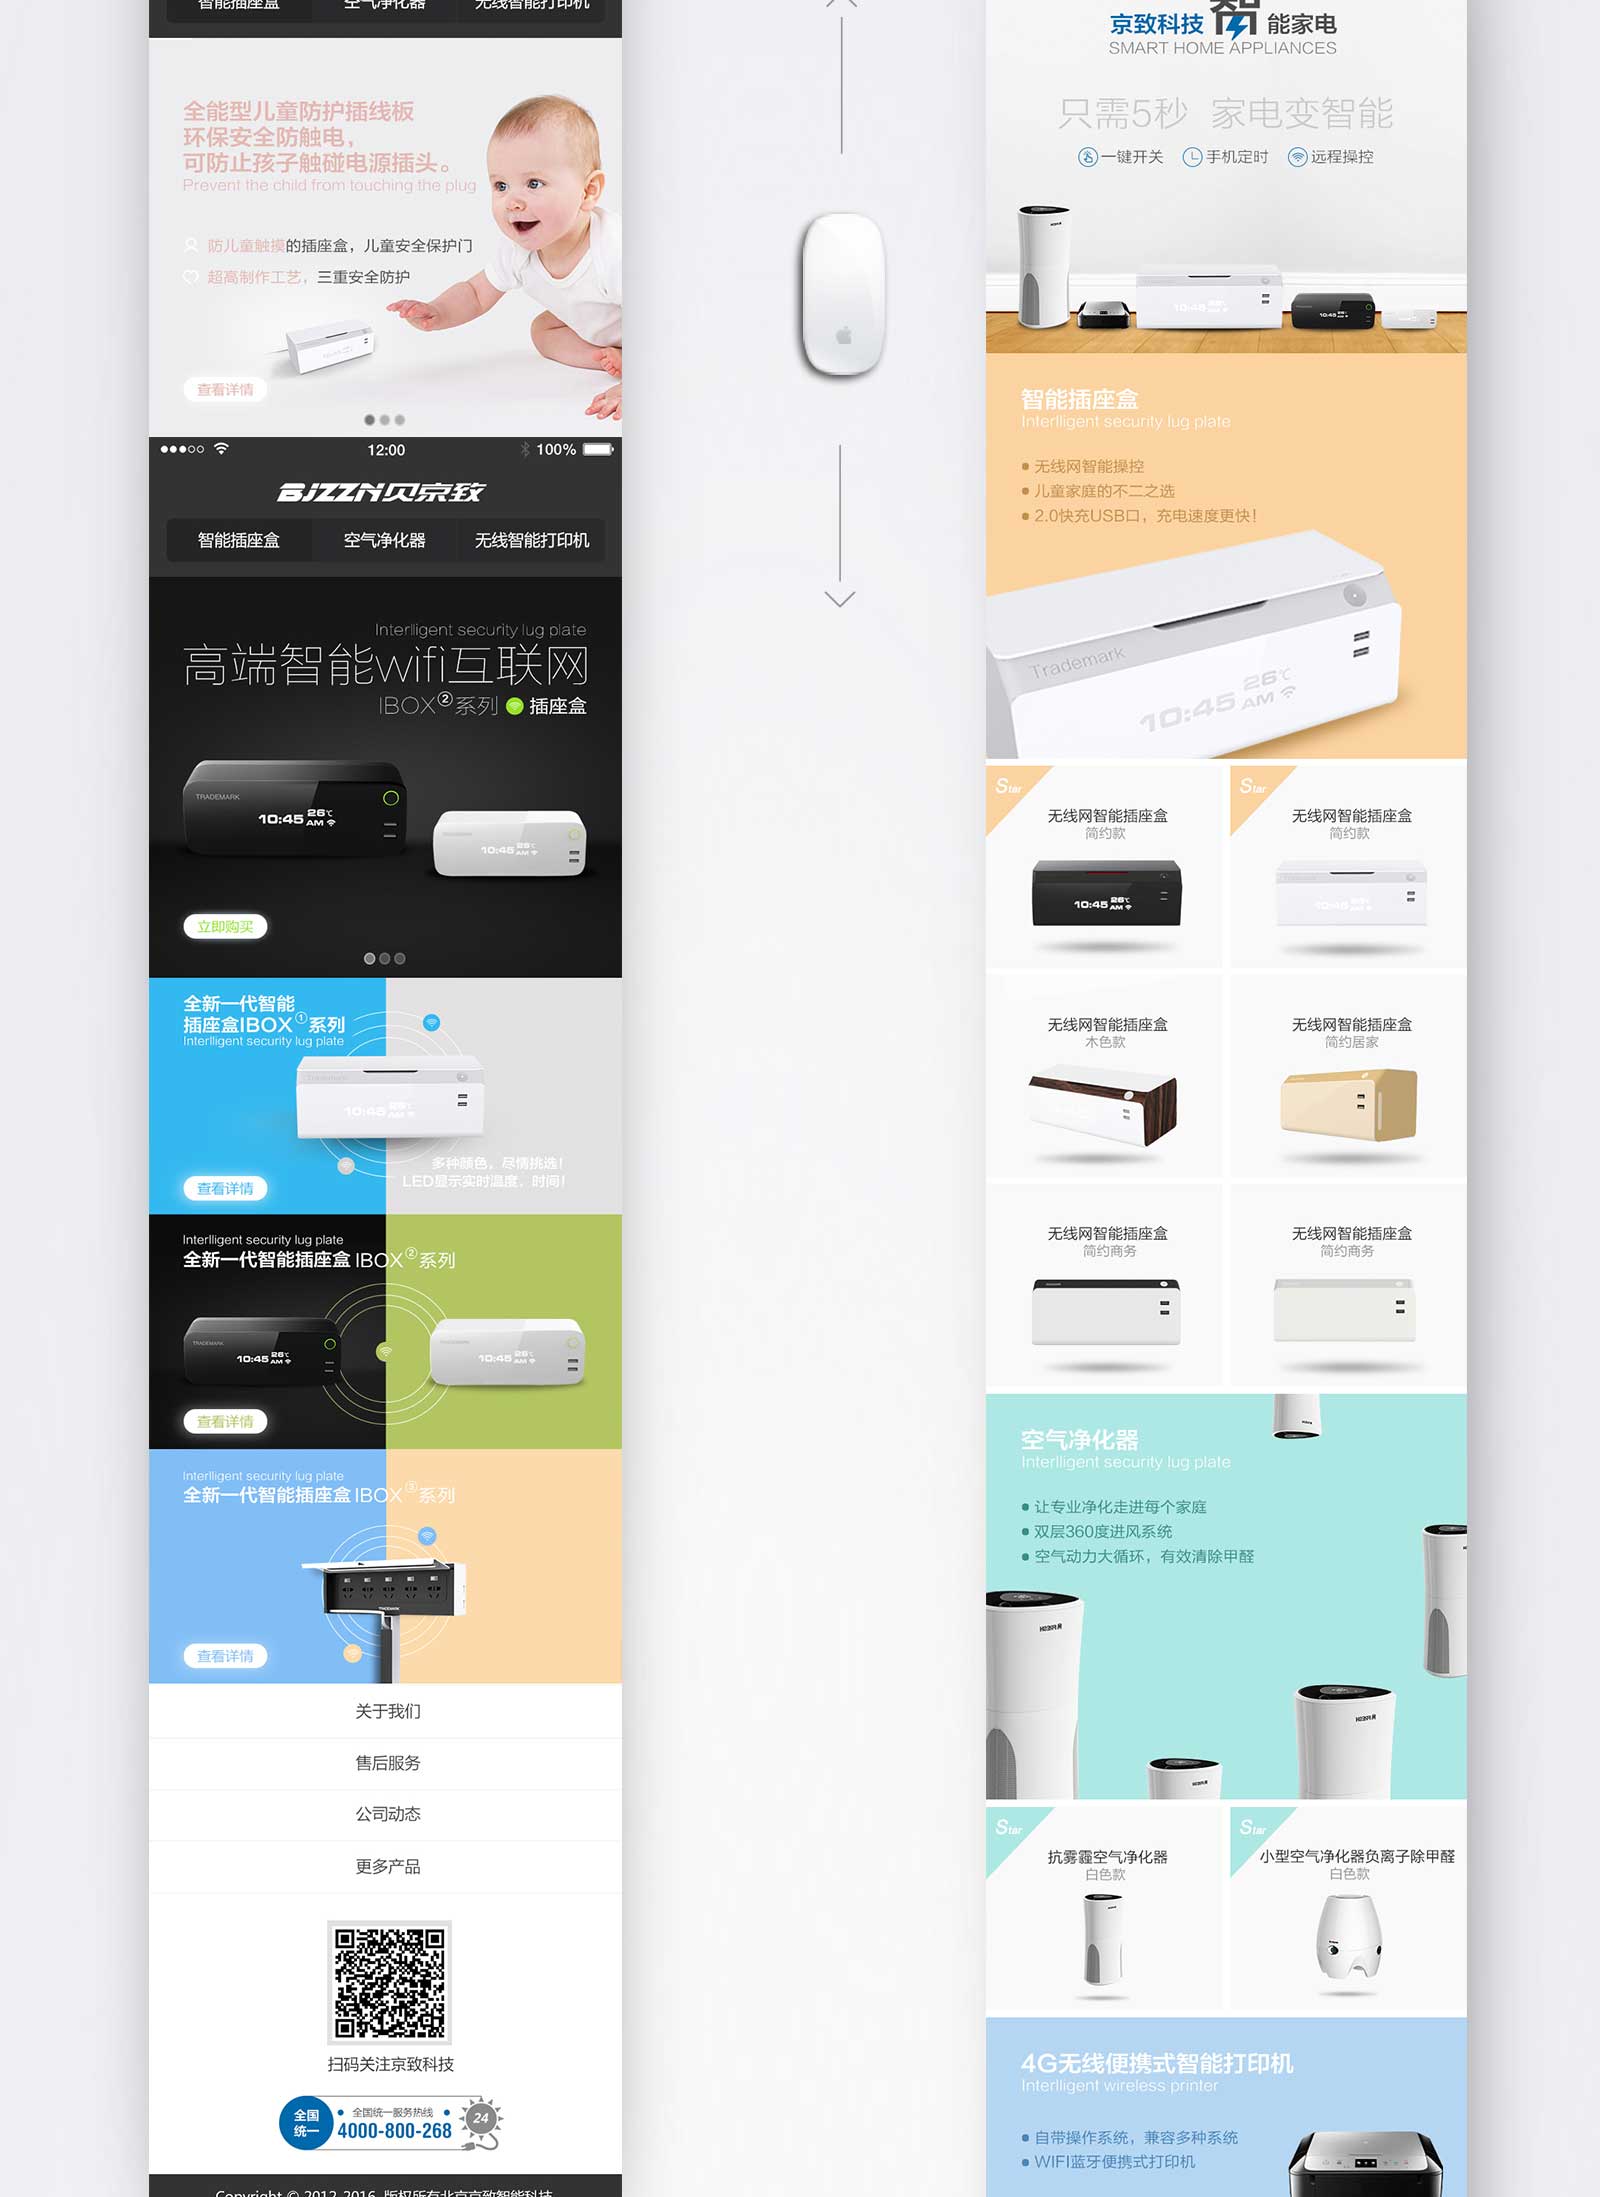 智能插座盒 空气净化器 无线智能打印机
全能型儿童防护插线板
环保安全防触电，
可防止孩子触碰电源插头。
Prevent the child from touching the plug
防儿童触摸的插座盒，儿童安全保护门
超高制作工艺，三重安全防护
查看详情
12:00 100%
BJZZN贝京致
智能插座盒 空气净化器 无线智能打印机
Interlligent security lug plate
高端智能wifi互联网
IBOX②系列 插座盒
TRADEMARK
10:45 26℃
AM
10:45 26℃
AM
立即购买
全新一代智能
插座盒IBOX①系列
Interlligent security lug plate
Trademark
10:45 26℃
AM
多种颜色，尽情挑选！
LED显示实时温度、时间！
查看详情
Interlligent security lug plate
全新一代智能插座盒 IBOX②系列
TRADEMARK
10:45 26℃
AM
10:45 26℃
AM
查看详情
Interlligent security lug plate
全新一代智能插座盒 IBOX③系列
TRADEMARK
查看详情
关于我们
售后服务
公司动态
更多产品
扫码关注京致科技
全国
统一
全国统一服务热线
4000-800-268
24
Copyright © 2012-2016 版权所有北京京致智能科技
京致科技 智能家电
SMART HOME APPLIANCES
只需5秒 家电变智能
一键开关 手机定时 远程操控
10:45
10:45
智能插座盒
Interlligent security lug plate
无线网智能操控
儿童家庭的不二之选
2.0快充USB口，充电速度更快！
Trademark
10:45 26℃
AM
Star
无线网智能插座盒
简约款
10:45 26℃
AM
Star
无线网智能插座盒
简约款
Trademark
10:45 26℃
AM
无线网智能插座盒
木色款
无线网智能插座盒
简约居家
无线网智能插座盒
简约商务
无线网智能插座盒
简约商务
空气净化器
Interlligent security lug plate
让专业净化走进每个家庭
双层360度进风系统
空气动力大循环，有效清除甲醛
Star
抗雾霾空气净化器
白色款
Star
小型空气净化器负离子除甲醛
白色款
4G无线便携式智能打印机
Interlligent wireless printer
自带操作系统，兼容多种系统
WIFI蓝牙便携式打印机